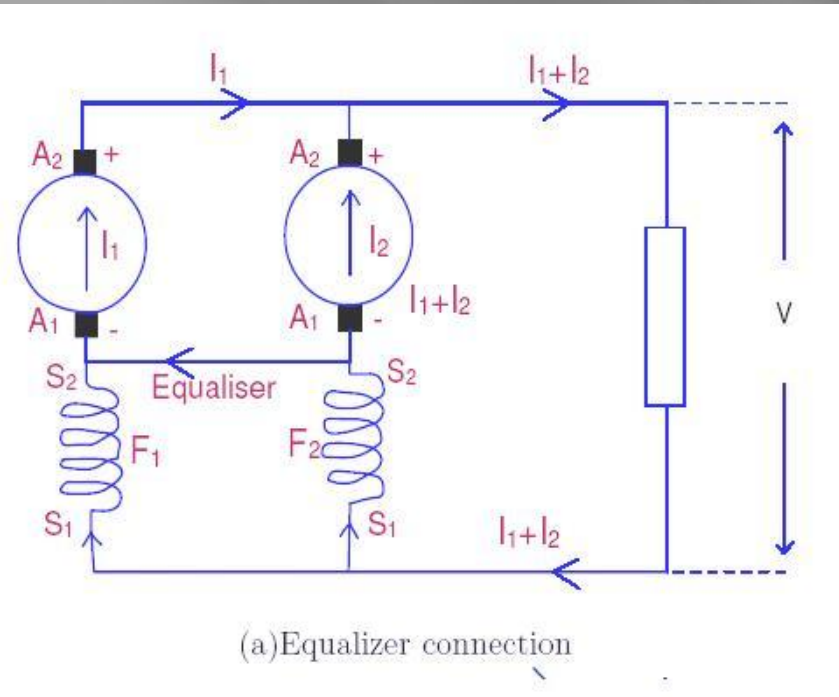 I₁ I₁+I₂
A₂ + A₂ +
I₁ I₂
I₁+I₂
A₁ - A₁ -
V
S₂ Equaliser S₂
F₁ F₂
S₁ S₁ I₁+I₂
(a)Equalizer connection